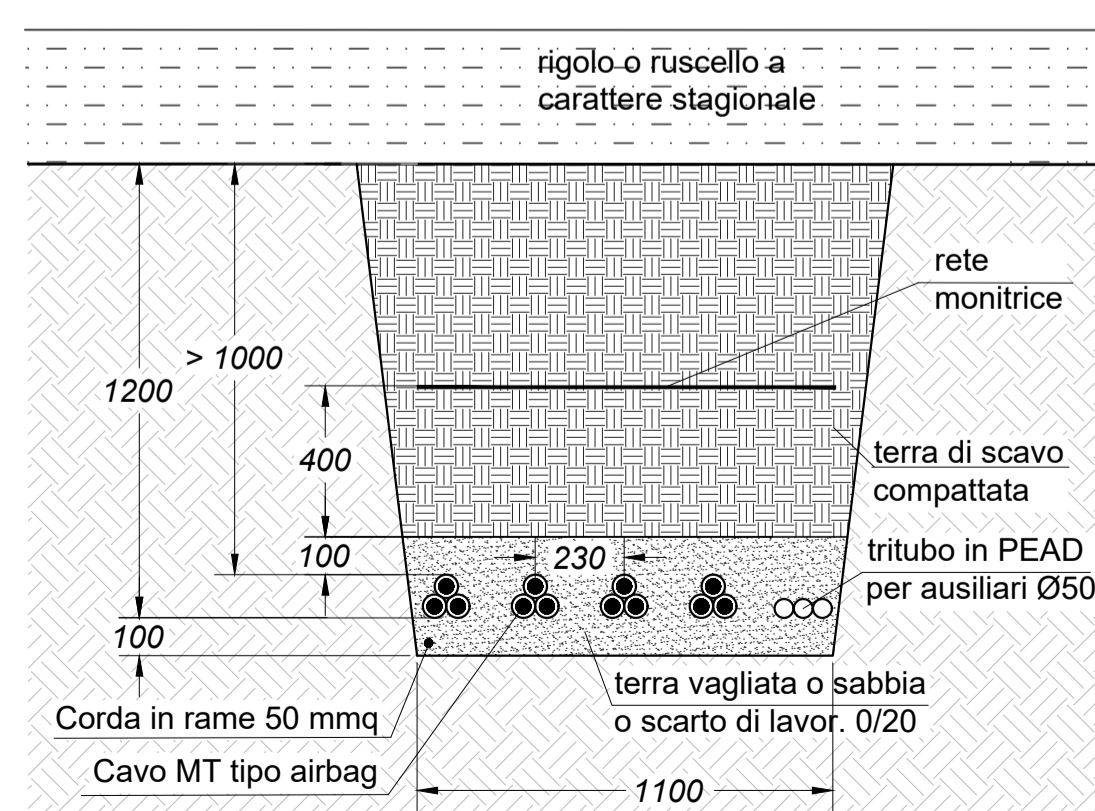 rigolo o ruscello a
carattere stagionale
rete
monitrice
> 1000
1200
400
terra di scavo
compattata
100
230
tritubo in PEAD
per ausiliari Ø50
100
terra vagliata o sabbia
o scarto di lavor. 0/20
Corda in rame 50 mmq
Cavo MT tipo airbag
1100